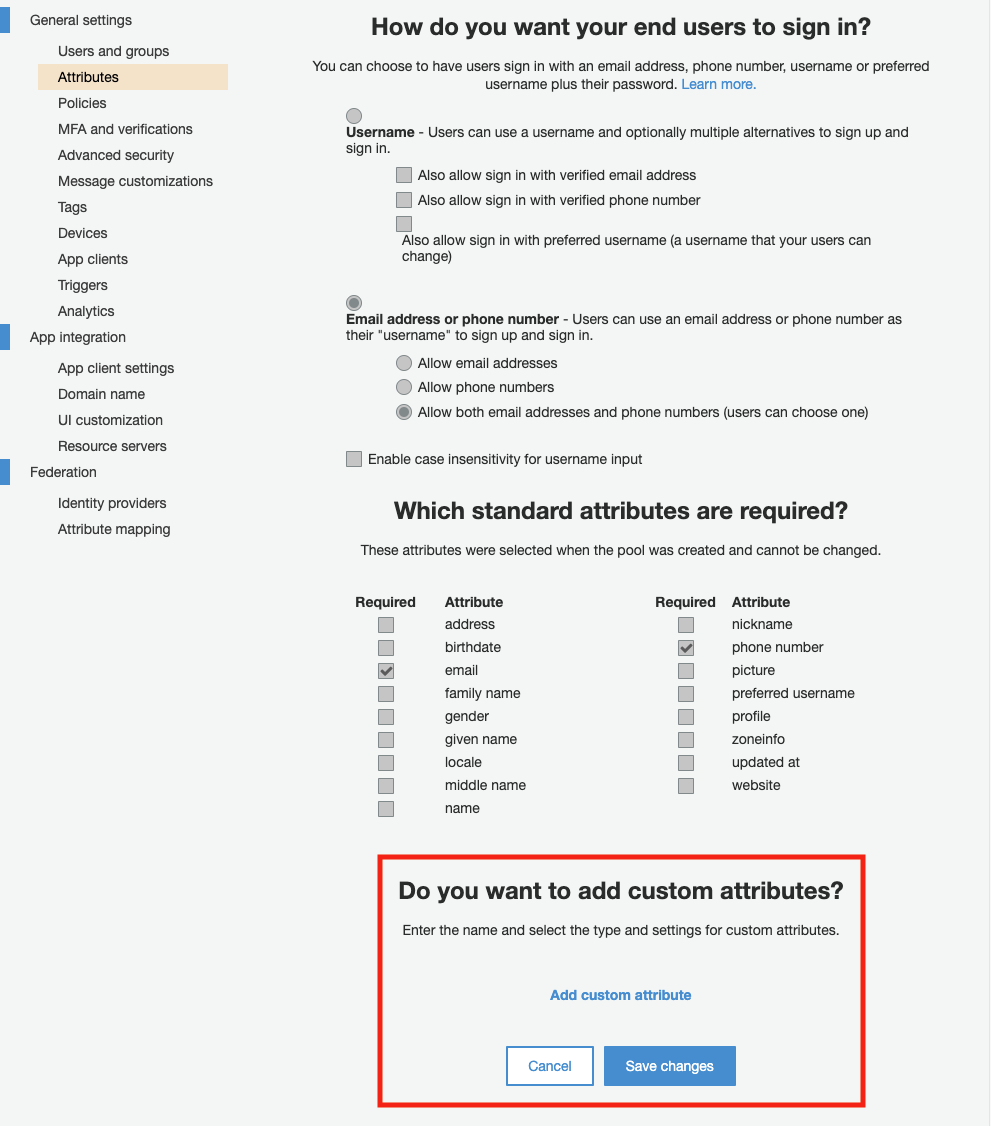 General settings
Users and groups
Attributes
Policies
MFA and verifications
Advanced security
Message customizations
Tags
Devices
App clients
Triggers
Analytics
App integration
App client settings
Domain name
UI customization
Resource servers
Federation
Identity providers
Attribute mapping
How do you want your end users to sign in?
You can choose to have users sign in with an email address, phone number, username or preferred
username plus their password. Learn more.
Username - Users can use a username and optionally multiple alternatives to sign up and
sign in.
Also allow sign in with verified email address
Also allow sign in with verified phone number
Also allow sign in with preferred username (a username that your users can
change)
Email address or phone number - Users can use an email address or phone number as
their "username" to sign up and sign in.
Allow email addresses
Allow phone numbers
Allow both email addresses and phone numbers (users can choose one)
Enable case insensitivity for username input
Which standard attributes are required?
These attributes were selected when the pool was created and cannot be changed.
Required Attribute
address
birthdate
email
family name
gender
given name
locale
middle name
name
Required Attribute
nickname
phone number
picture
preferred username
profile
zoneinfo
updated at
website
Do you want to add custom attributes?
Enter the name and select the type and settings for custom attributes.
Add custom attribute
Cancel Save changes